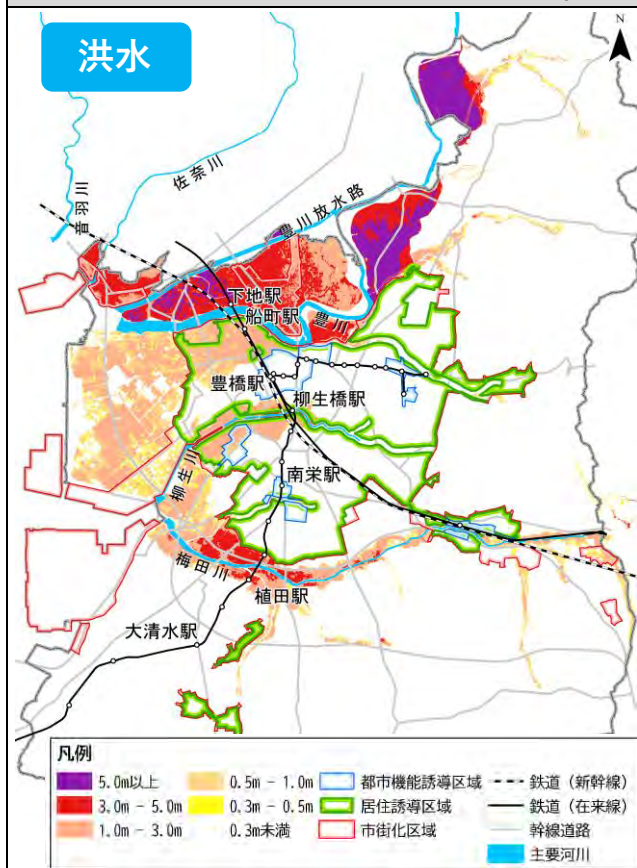 洪水
N
佐奈川
音羽川
豊川放水路
下地駅
船町駅
豊川
豊橋駅
柳生橋駅
柳生川
南栄駅
梅田川
植田駅
大清水駅
凡例
5.0m以上
0.5m - 1.0m
都市機能誘導区域
鉄道（新幹線）
3.0m - 5.0m
0.3m - 0.5m
居住誘導区域
鉄道（在来線）
1.0m - 3.0m
0.3m未満
市街化区域
幹線道路
主要河川